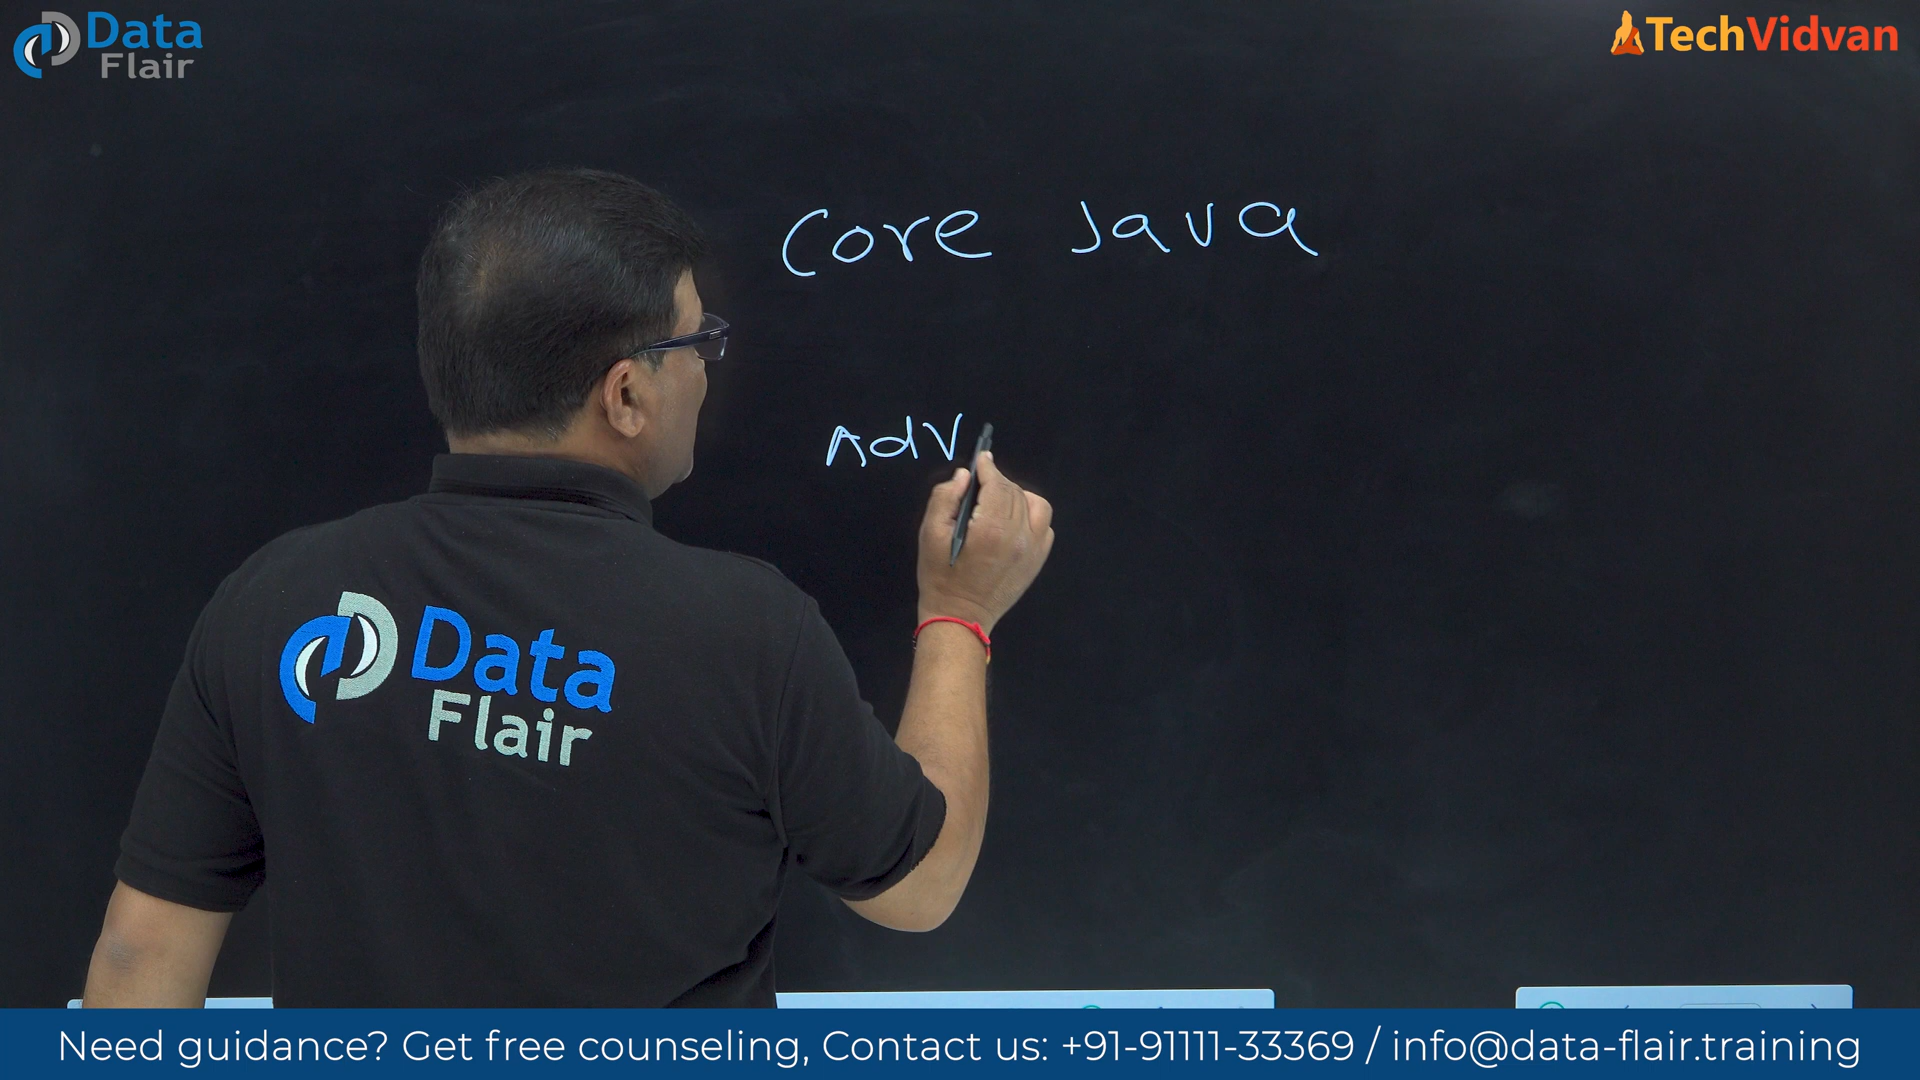 Data
Flair
TechVidvan
Core Java
Adv
Data
Flair
Need guidance? Get free counseling, Contact us: +91-91111-33369 / info@data-flair.training